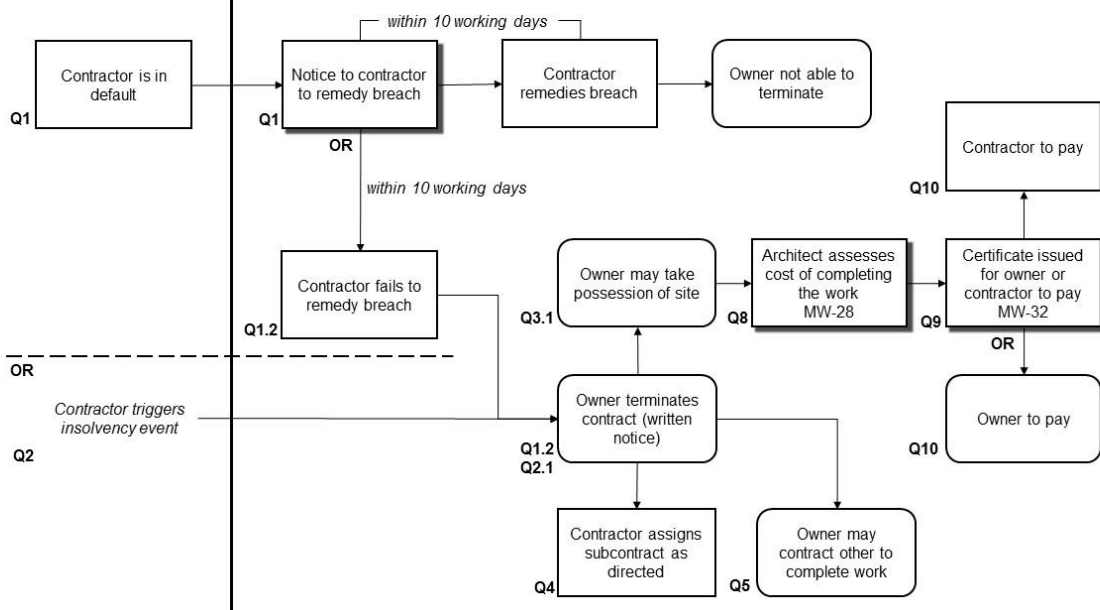 within 10 working days
Contractor is in
default
Q1
Notice to contractor
to remedy breach
Q1
OR
Contractor
remedies breach
Owner not able to
terminate
within 10 working days
Contractor to pay
Q10
Contractor fails to
remedy breach
Q1.2
Owner may take
possession of site
Q3.1
Architect assesses
cost of completing
the work
MW-28
Q8
Certificate issued
for owner or
contractor to pay
MW-32
Q9
OR
OR
Contractor triggers
insolvency event
Q2
Owner terminates
contract (written
notice)
Q1.2
Q2.1
Owner to pay
Q10
Contractor assigns
subcontract as
directed
Q4
Owner may
contract other to
complete work
Q5